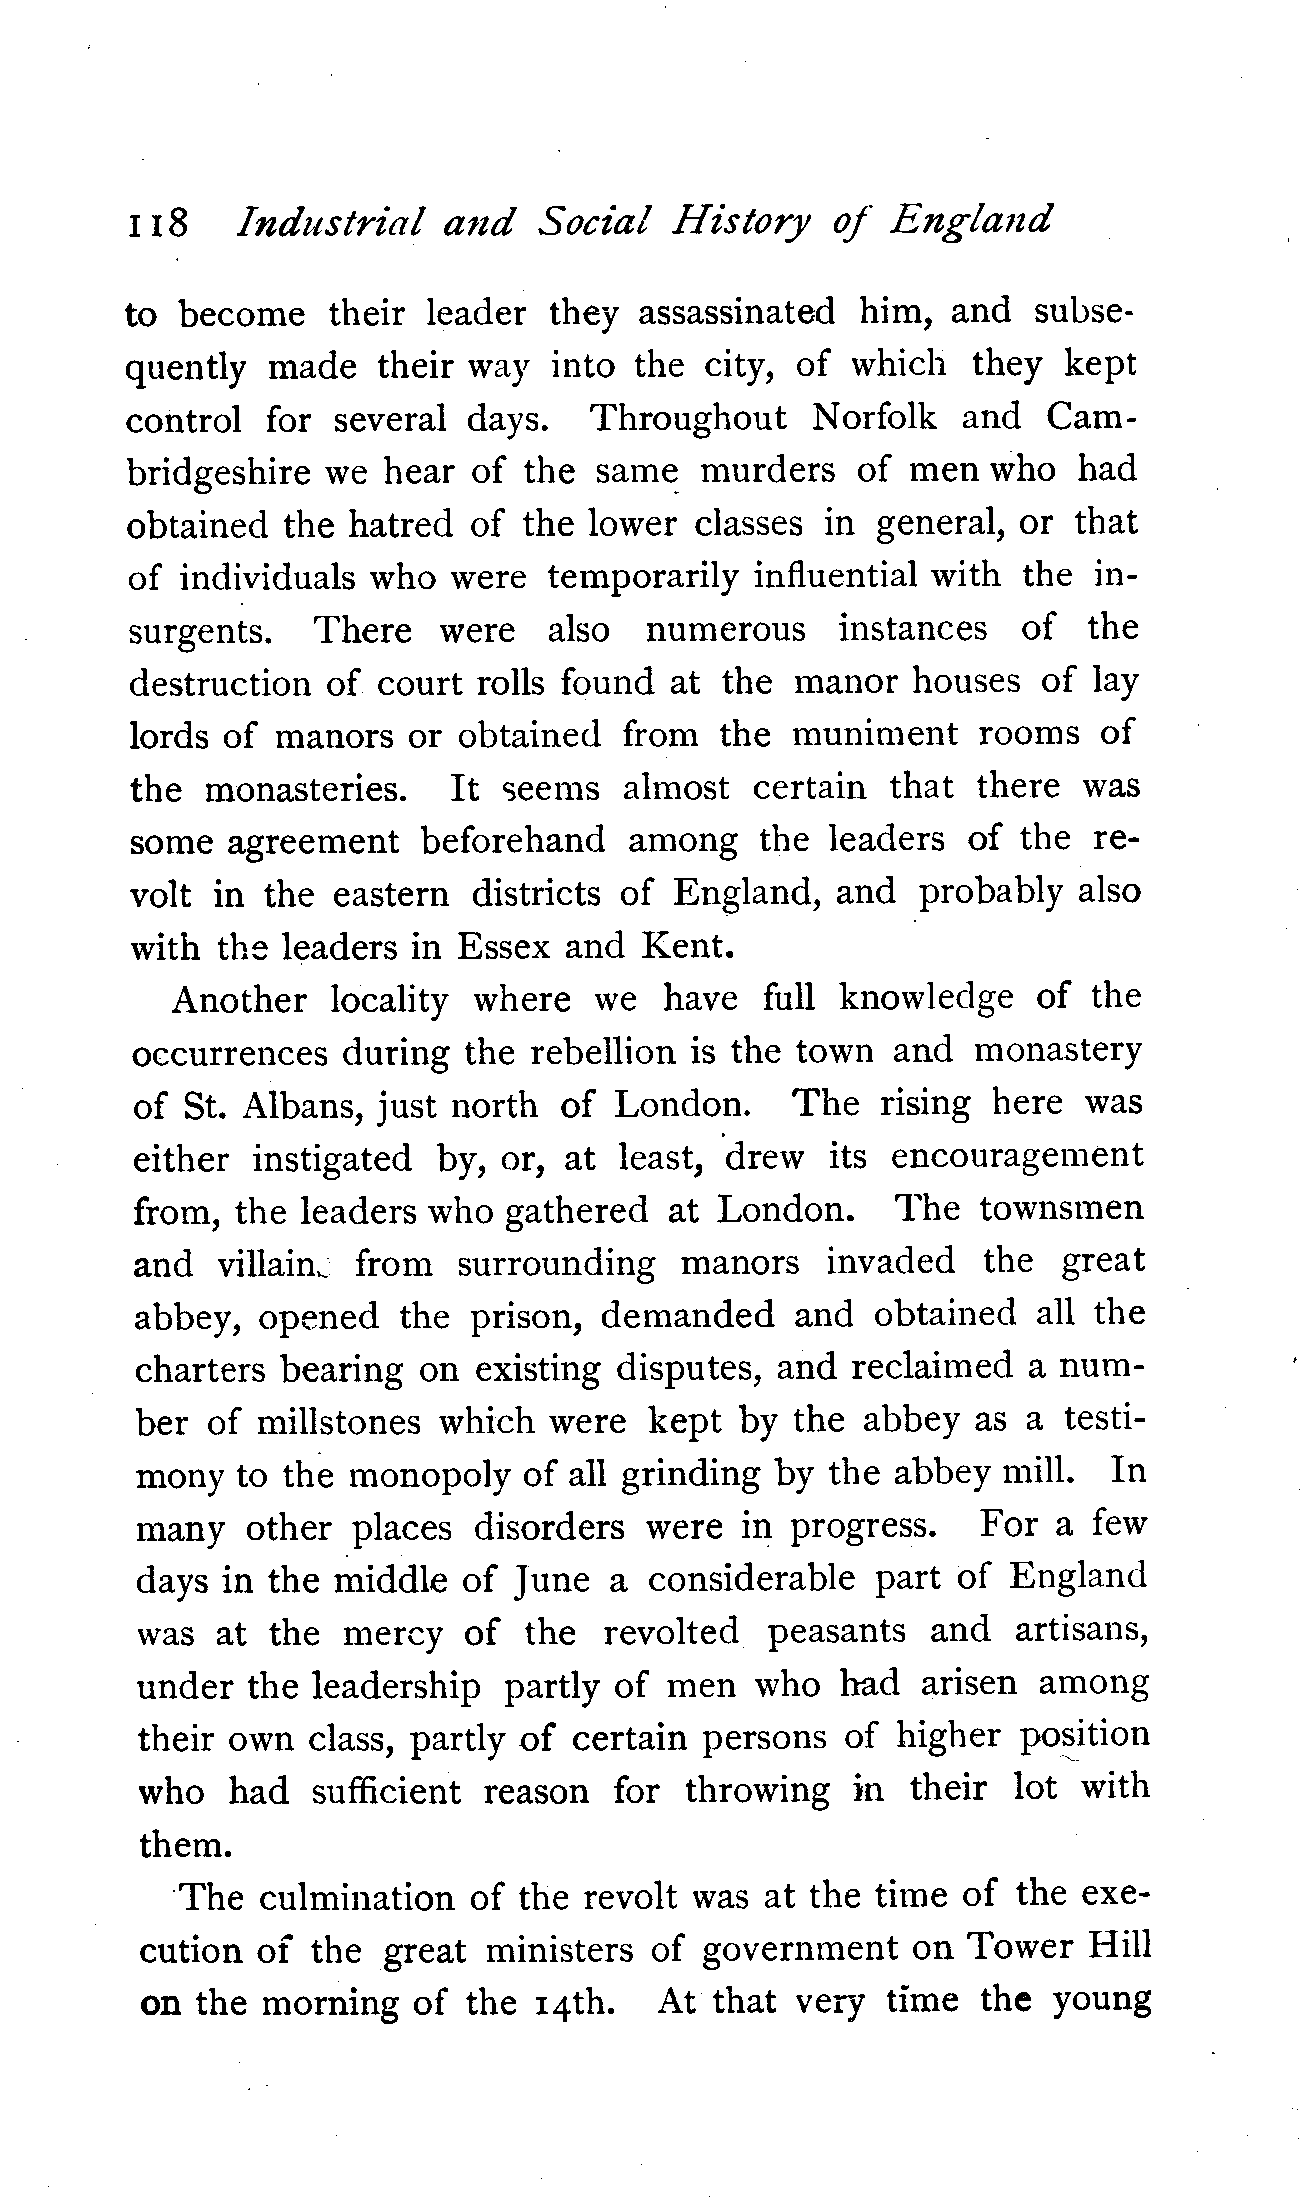 118 Industrial and Social History of England
to become their leader they assassinated him, and subse-
quently made their way into the city, of which they kept
control for several days. Throughout Norfolk and Cam-
bridgeshire we hear of the same murders of men who had
obtained the hatred of the lower classes in general, or that
of individuals who were temporarily influential with the in-
surgents. There were also numerous instances of the
destruction of court rolls found at the manor houses of lay
lords of manors or obtained from the muniment rooms of
the monasteries. It seems almost certain that there was
some agreement beforehand among the leaders of the re-
volt in the eastern districts of England, and probably also
with the leaders in Essex and Kent.
Another locality where we have full knowledge of the
occurrences during the rebellion is the town and monastery
of St. Albans, just north of London. The rising here was
either instigated by, or, at least, drew its encouragement
from, the leaders who gathered at London. The townsmen
and villains from surrounding manors invaded the great
abbey, opened the prison, demanded and obtained all the
charters bearing on existing disputes, and reclaimed a num-
ber of millstones which were kept by the abbey as a testi-
mony to the monopoly of all grinding by the abbey mill. In
many other places disorders were in progress. For a few
days in the middle of June a considerable part of England
was at the mercy of the revolted peasants and artisans,
under the leadership partly of men who had arisen among
their own class, partly of certain persons of higher position
who had sufficient reason for throwing in their lot with
them.
The culmination of the revolt was at the time of the exe-
cution of the great ministers of government on Tower Hill
on the morning of the 14th. At that very time the young